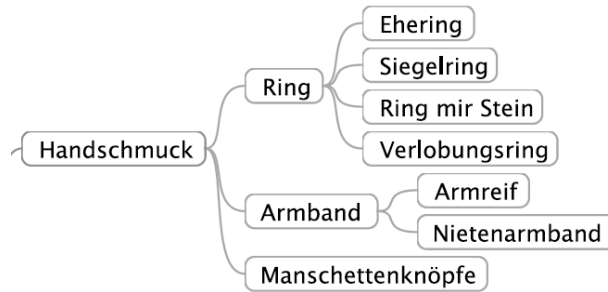 Ehering
Siegelring
Ring
Ring mir Stein
Verlobungsring
Handschmuck
Armreif
Armband
Nietenarmband
Manschettenknöpfe